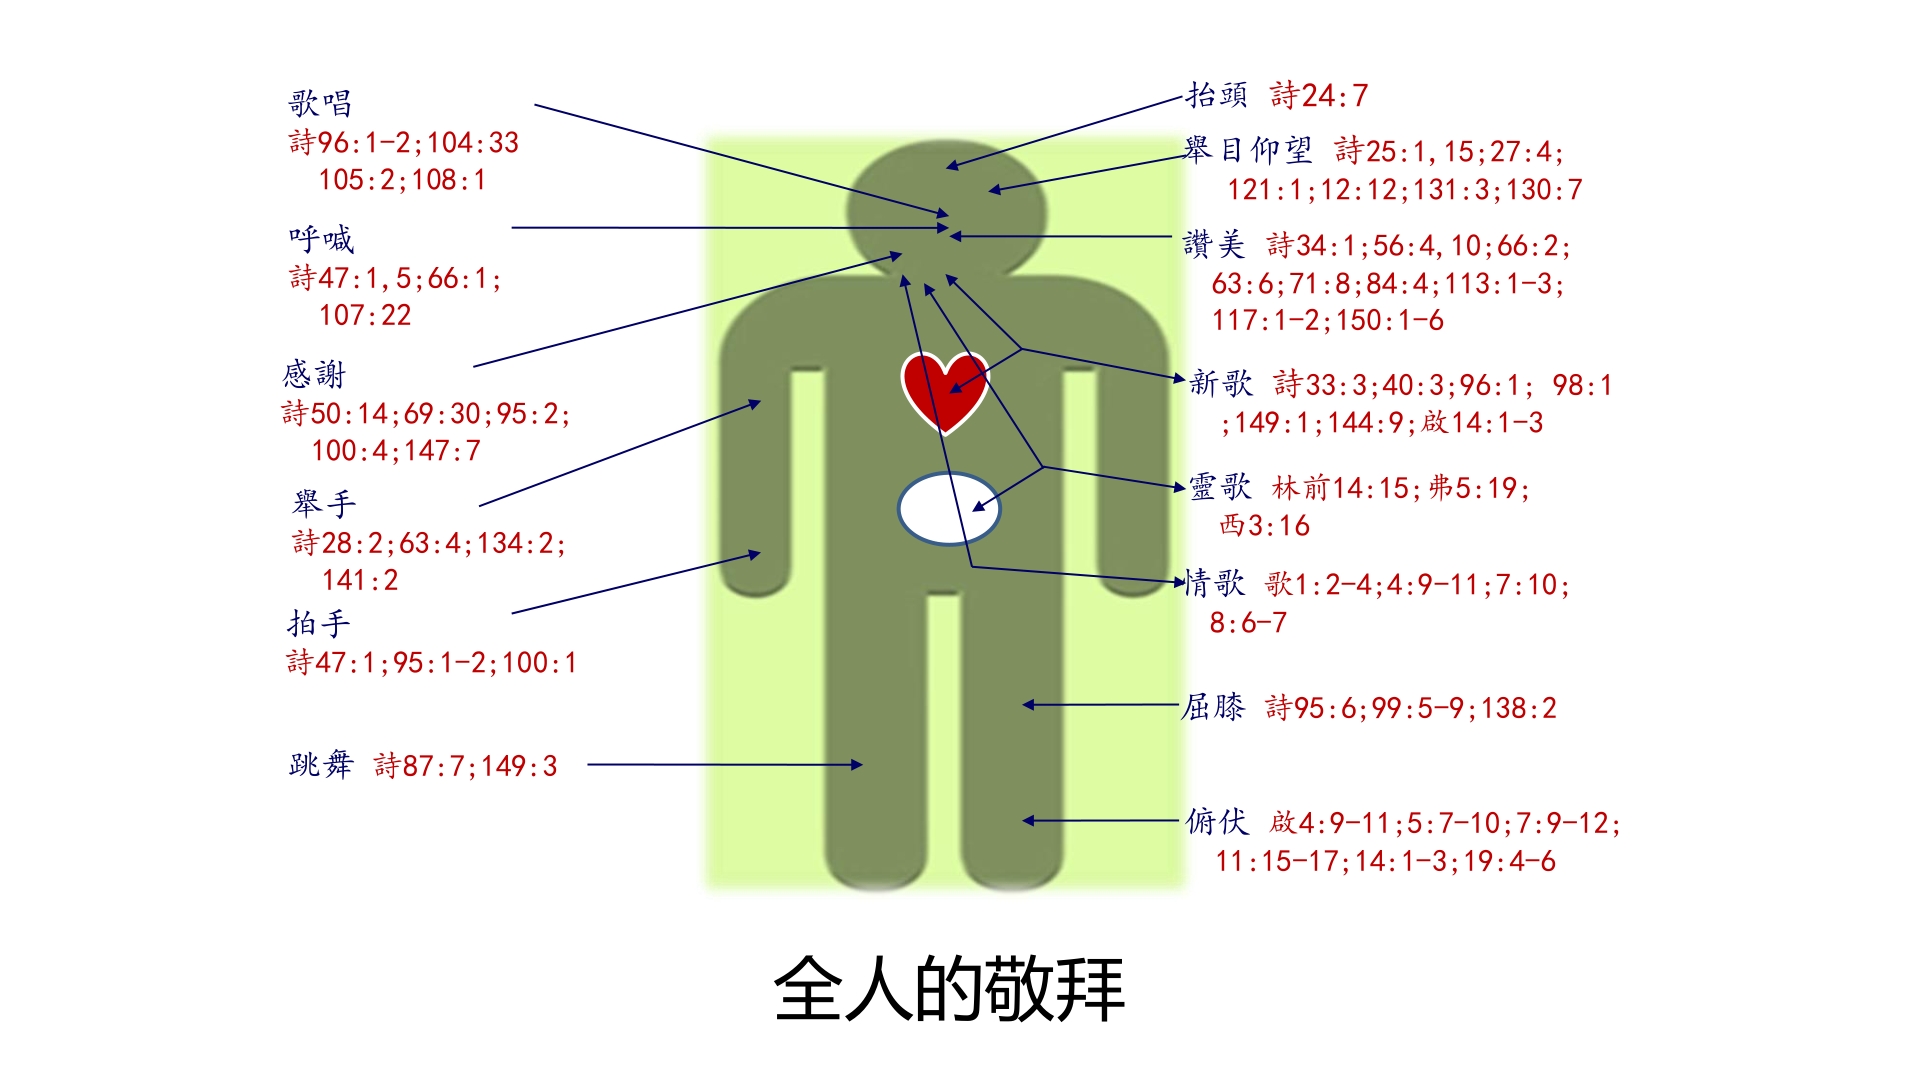 歌唱
詩96:1-2;104:33
105:2;108:1
呼喊
詩47:1,5;66:1;
107:22
感謝
詩50:14;69:30;95:2;
100:4;147:7
舉手
詩28:2;63:4;134:2;
141:2
拍手
詩47:1;95:1-2;100:1
跳舞 詩87:7;149:3
抬頭 詩24:7
舉目仰望 詩25:1,15;27:4;
121:1;12:12;131:3;130:7
讚美 詩34:1;56:4,10;66:2;
63:6;71:8;84:4;113:1-3;
117:1-2;150:1-6
新歌 詩33:3;40:3;96:1; 98:1
;149:1;144:9;啟14:1-3
靈歌 林前14:15;弗5:19;
西3:16
情歌 歌1:2-4;4:9-11;7:10;
8:6-7
屈膝 詩95:6;99:5-9;138:2
俯伏 啟4:9-11;5:7-10;7:9-12;
11:15-17;14:1-3;19:4-6
全人的敬拜